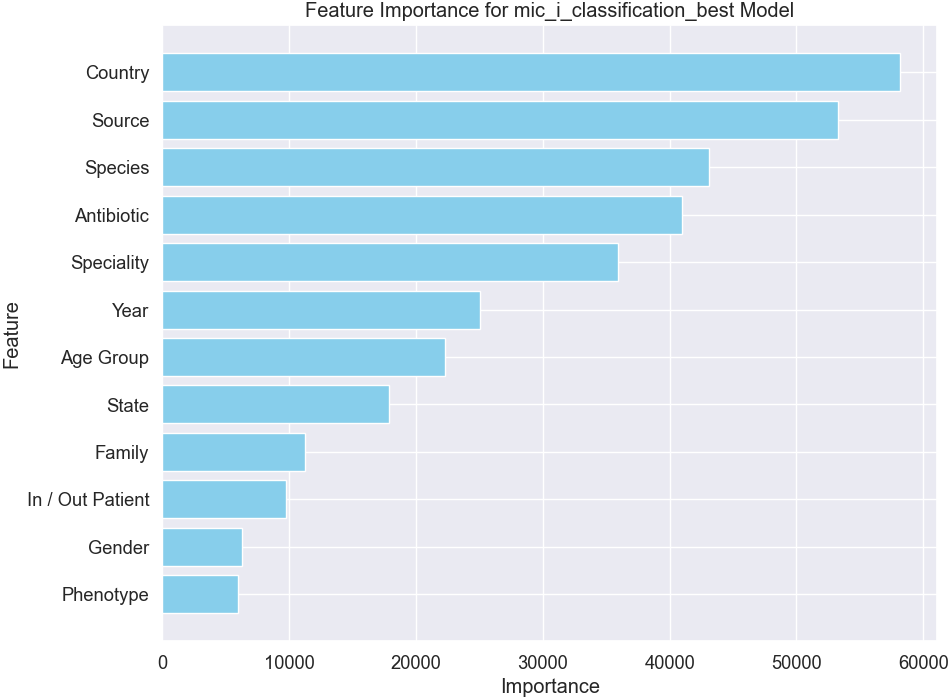 Feature Importance for mic_i_classification_best Model
Country
Source
Species
Antibiotic
Speciality
Year
Age Group
State
Family
In / Out Patient
Gender
Phenotype
Feature
0 10000 20000 30000 40000 50000 60000
Importance